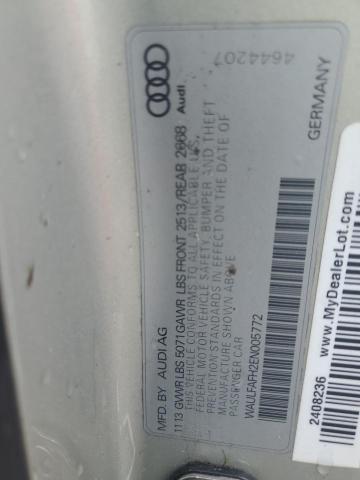 Audi
4644207
MFD. BY AUDI AG
GERMANY
11 13 GVWR LBS 5071 GAWR LBS FRONT 2513/REAR 2668
THIS VEHICLE CONFORMS TO ALL APPLICABLE U.S.
FEDERAL MOTOR VEHICLE SAFETY, BUMPER AND THEFT
PREVENTION STANDARDS IN EFFECT ON THE DATE OF
MANUFACTURE SHOWN ABOVE
PASSENGER CAR
WAULFAFH2EN005772
www.MyDealerLot.com
2408236